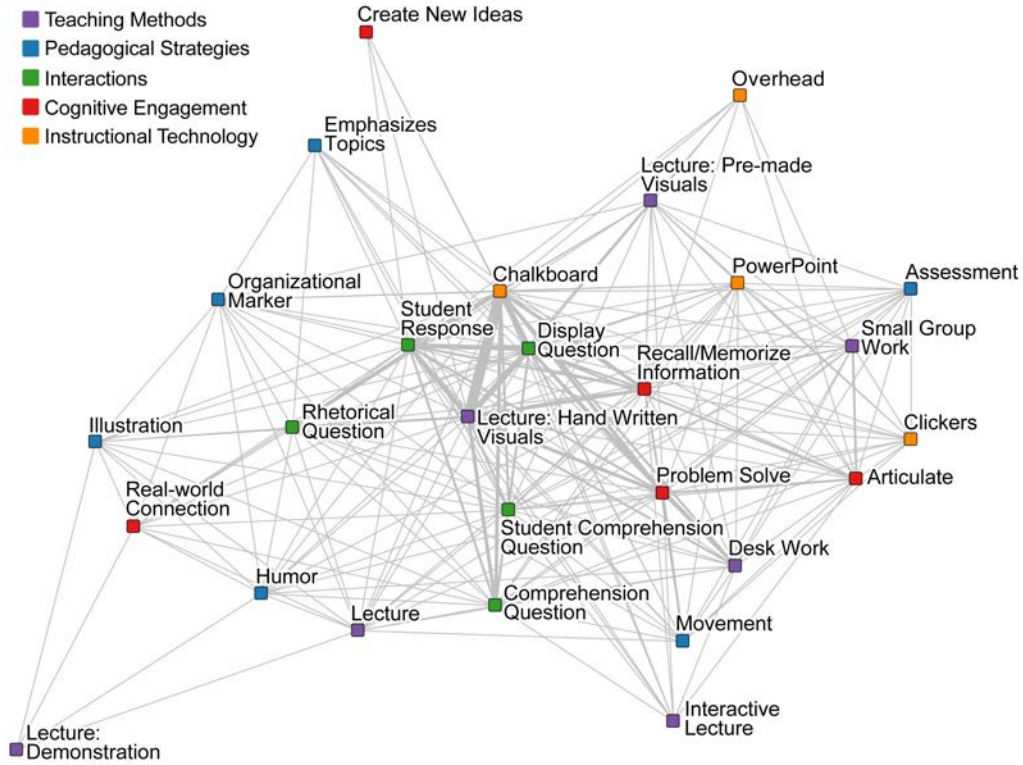 Teaching Methods
Pedagogical Strategies
Interactions
Cognitive Engagement
Instructional Technology
Create New Ideas
Overhead
Emphasizes
Topics
Lecture: Pre-made
Visuals
Organizational
Marker
Chalkboard
PowerPoint
Assessment
Student
Response
Display
Question
Small Group
Work
Recall/Memorize
Information
Illustration
Rhetorical
Question
Lecture: Hand Written
Visuals
Clickers
Real-world
Connection
Problem Solve
Articulate
Student Comprehension
Question
Desk Work
Humor
Lecture
Comprehension
Question
Movement
Interactive
Lecture
Lecture:
Demonstration